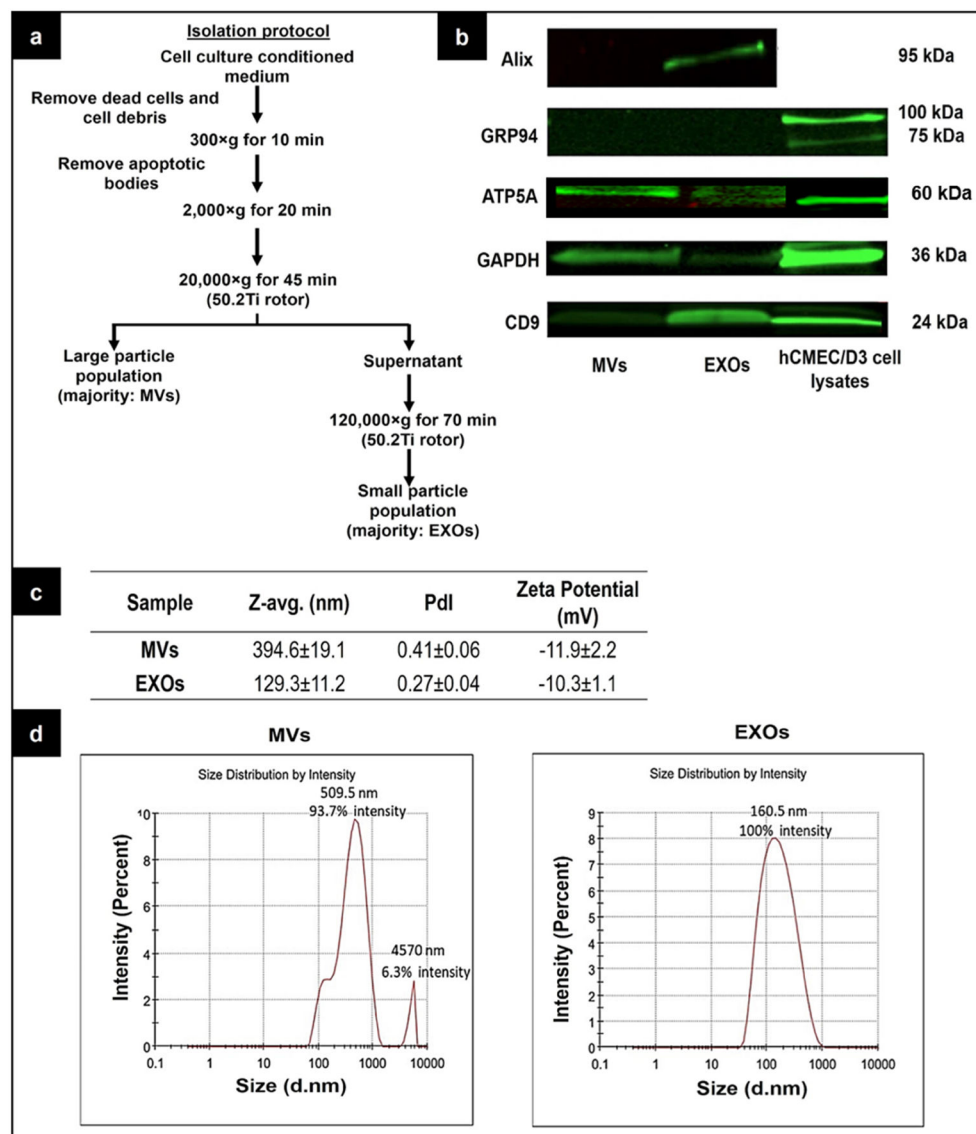 a
Isolation protocol
Cell culture conditioned
medium
Remove dead cells and
cell debris
300×g for 10 min
Remove apoptotic
bodies
2,000×g for 20 min
20,000×g for 45 min
(50.2Ti rotor)
Large particle
population
(majority: MVs)
Supernatant
120,000×g for 70 min
(50.2Ti rotor)
Small particle
population
(majority: EXOs)
b
Alix 95 kDa
100 kDa
GRP94 75 kDa
ATP5A 60 kDa
GAPDH 36 kDa
CD9 24 kDa
MVs EXOs hCMEC/D3 cell
lysates
c
Sample Z-avg. (nm) PdI Zeta Potential
(mV)
MVs 394.6±19.1 0.41±0.06 -11.9±2.2
EXOs 129.3±11.2 0.27±0.04 -10.3±1.1
d
MVs
Size Distribution by Intensity
509.5 nm
93.7% intensity
4570 nm
6.3% intensity
Intensity (Percent)
10
8
6
4
2
0
0.1 1 10 100 1000 10000
Size (d.nm)
EXOs
Size Distribution by Intensity
160.5 nm
100% intensity
Intensity (Percent)
9
8
7
6
5
4
3
2
1
0
0.1 1 10 100 1000 10000
Size (d.nm)